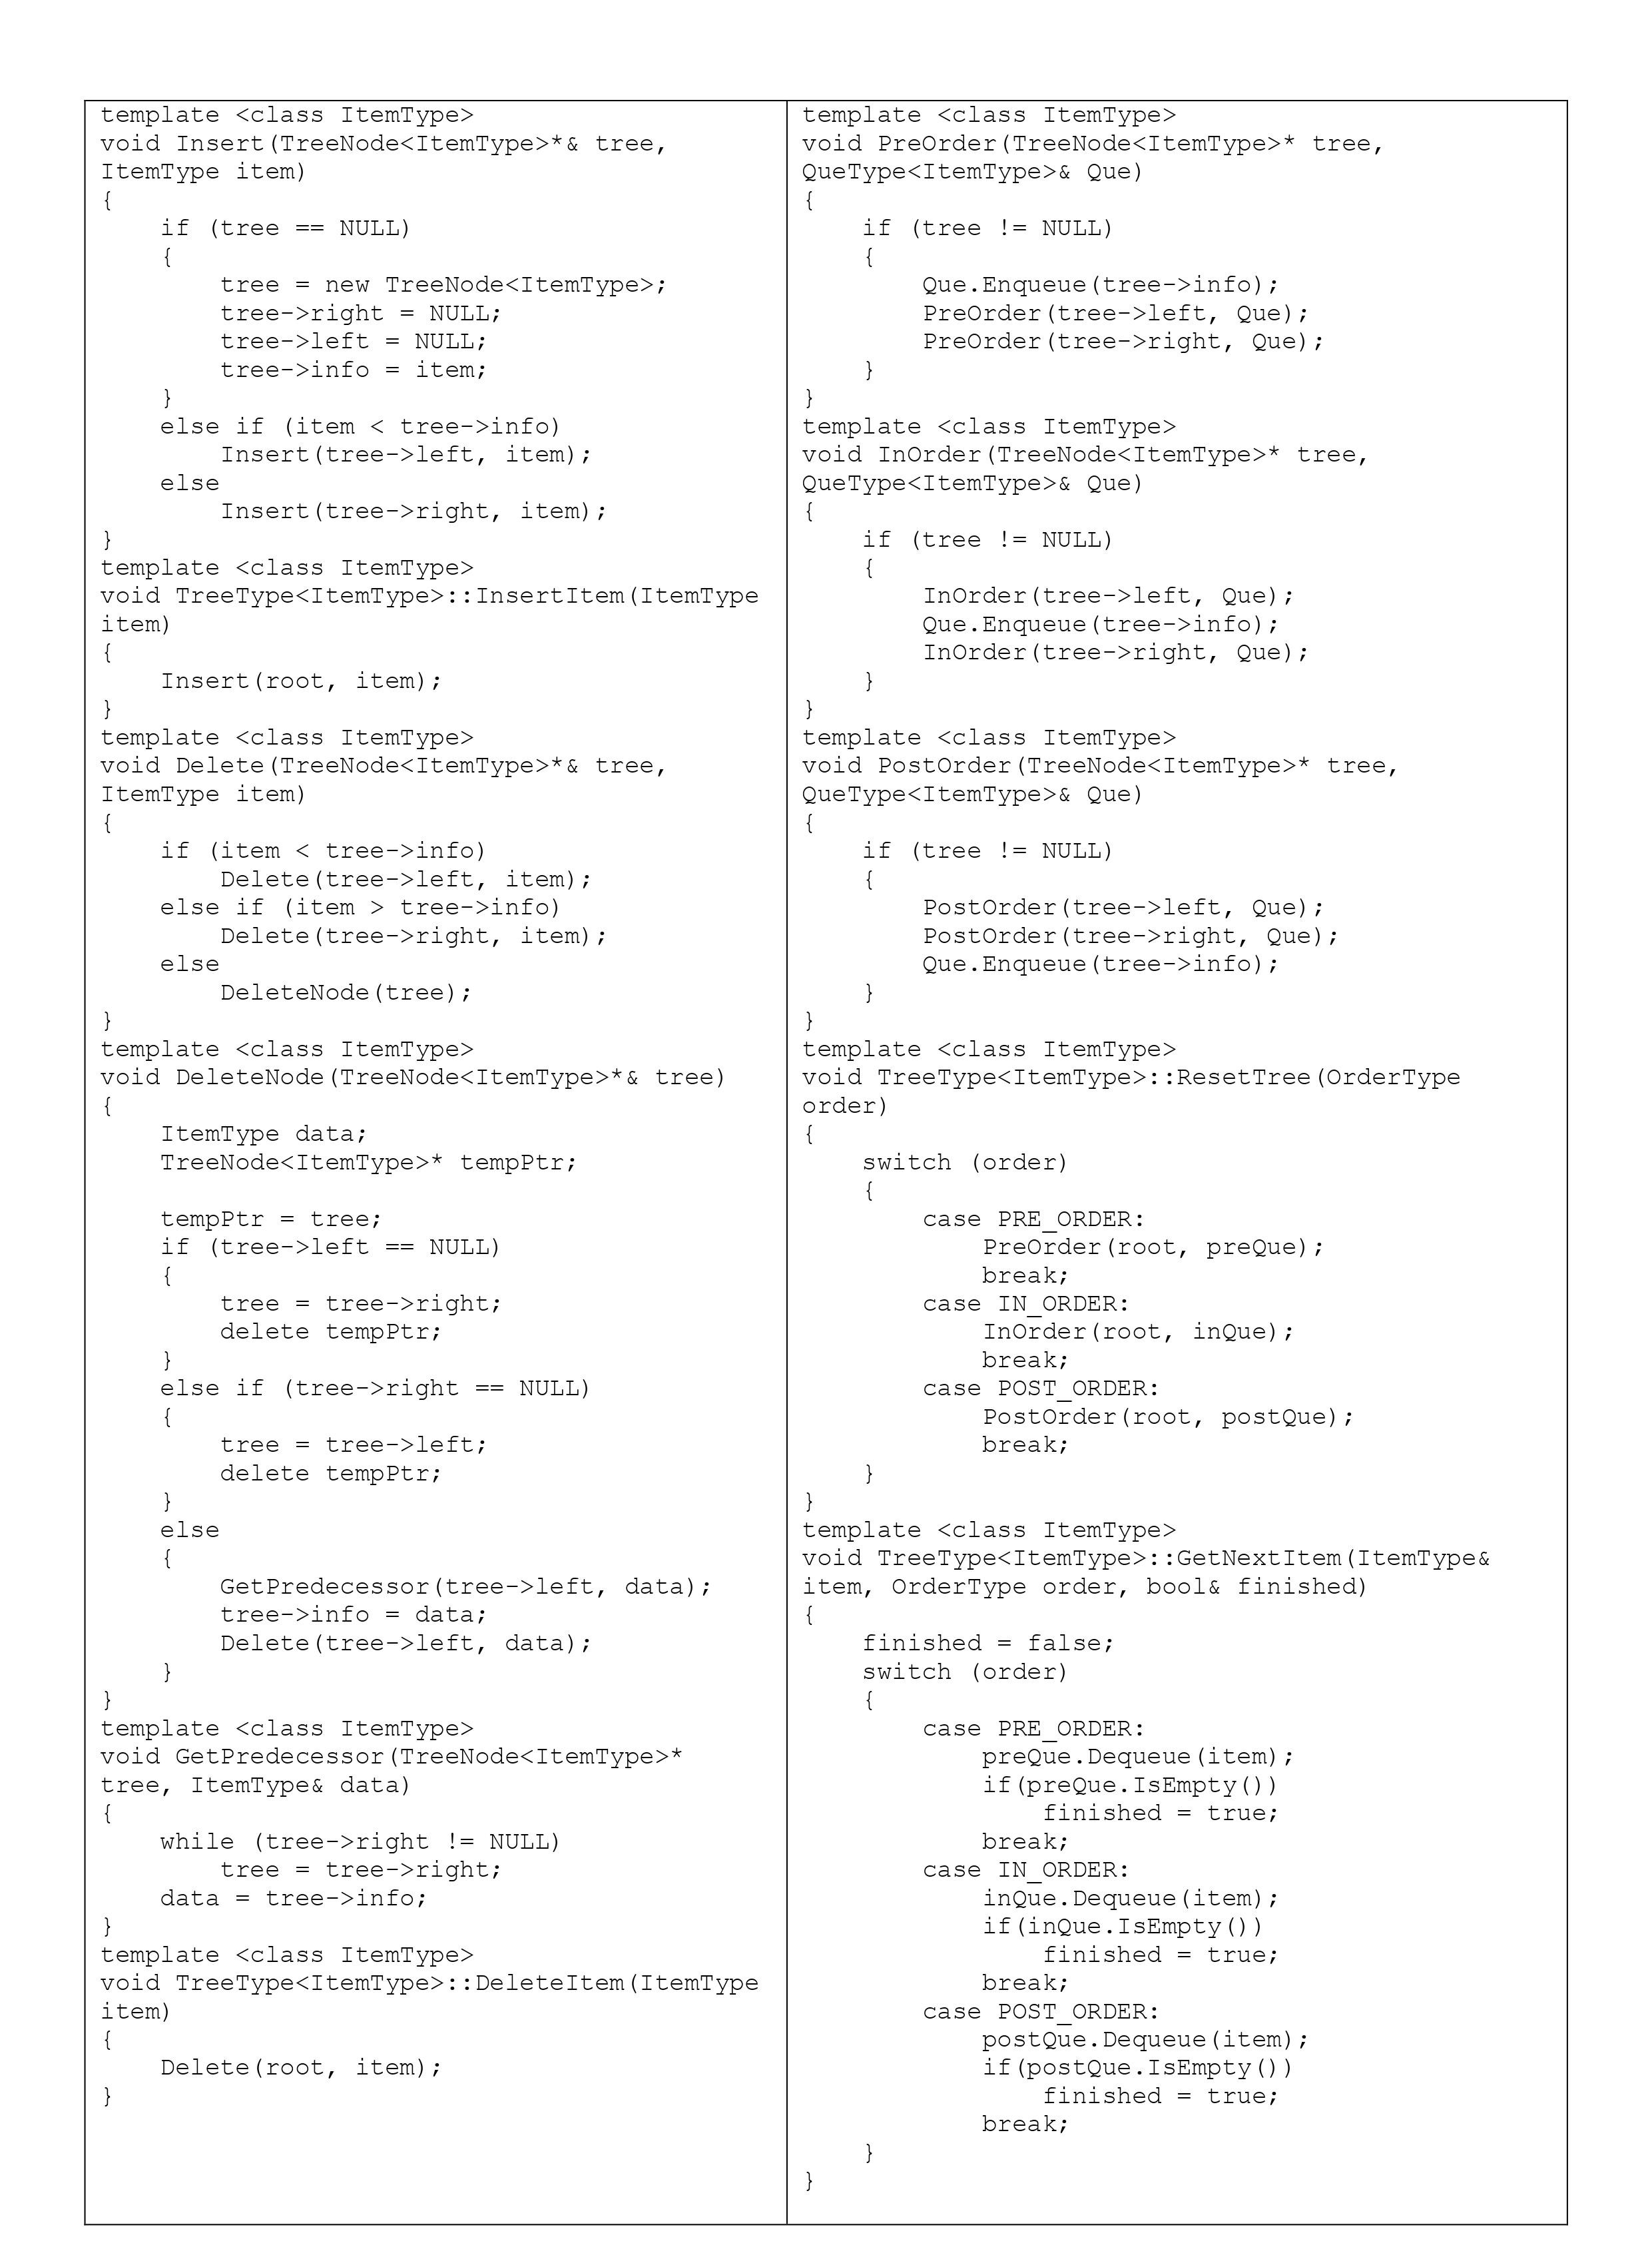 template <class ItemType>
void Insert(TreeNode<ItemType>*& tree,
ItemType item)
{
    if (tree == NULL)
    {
        tree = new TreeNode<ItemType>;
        tree->right = NULL;
        tree->left = NULL;
        tree->info = item;
    }
    else if (item < tree->info)
        Insert(tree->left, item);
    else
        Insert(tree->right, item);
}
template <class ItemType>
void TreeType<ItemType>::InsertItem(ItemType
item)
{
    Insert(root, item);
}
template <class ItemType>
void Delete(TreeNode<ItemType>*& tree,
ItemType item)
{
    if (item < tree->info)
        Delete(tree->left, item);
    else if (item > tree->info)
        Delete(tree->right, item);
    else
        DeleteNode(tree);
}
template <class ItemType>
void DeleteNode(TreeNode<ItemType>*& tree)
{
    ItemType data;
    TreeNode<ItemType>* tempPtr;

    tempPtr = tree;
    if (tree->left == NULL)
    {
        tree = tree->right;
        delete tempPtr;
    }
    else if (tree->right == NULL)
    {
        tree = tree->left;
        delete tempPtr;
    }
    else
    {
        GetPredecessor(tree->left, data);
        tree->info = data;
        Delete(tree->left, data);
    }
}
template <class ItemType>
void GetPredecessor(TreeNode<ItemType>*
tree, ItemType& data)
{
    while (tree->right != NULL)
        tree = tree->right;
    data = tree->info;
}
template <class ItemType>
void TreeType<ItemType>::DeleteItem(ItemType
item)
{
    Delete(root, item);
}
template <class ItemType>
void PreOrder(TreeNode<ItemType>* tree,
QueType<ItemType>& Que)
{
    if (tree != NULL)
    {
        Que.Enqueue(tree->info);
        PreOrder(tree->left, Que);
        PreOrder(tree->right, Que);
    }
}
template <class ItemType>
void InOrder(TreeNode<ItemType>* tree,
QueType<ItemType>& Que)
{
    if (tree != NULL)
    {
        InOrder(tree->left, Que);
        Que.Enqueue(tree->info);
        InOrder(tree->right, Que);
    }
}
template <class ItemType>
void PostOrder(TreeNode<ItemType>* tree,
QueType<ItemType>& Que)
{
    if (tree != NULL)
    {
        PostOrder(tree->left, Que);
        PostOrder(tree->right, Que);
        Que.Enqueue(tree->info);
    }
}
template <class ItemType>
void TreeType<ItemType>::ResetTree(OrderType
order)
{
    switch (order)
    {
        case PRE_ORDER:
            PreOrder(root, preQue);
            break;
        case IN_ORDER:
            InOrder(root, inQue);
            break;
        case POST_ORDER:
            PostOrder(root, postQue);
            break;
    }
}
template <class ItemType>
void TreeType<ItemType>::GetNextItem(ItemType&
item, OrderType order, bool& finished)
{
    finished = false;
    switch (order)
    {
        case PRE_ORDER:
            preQue.Dequeue(item);
            if(preQue.IsEmpty())
                finished = true;
            break;
        case IN_ORDER:
            inQue.Dequeue(item);
            if(inQue.IsEmpty())
                finished = true;
            break;
        case POST_ORDER:
            postQue.Dequeue(item);
            if(postQue.IsEmpty())
                finished = true;
            break;
    }
}